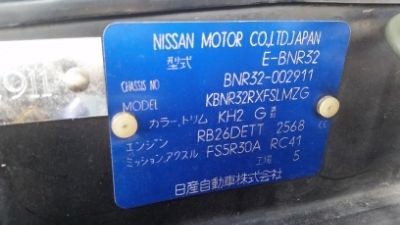 NISSAN MOTOR CO.,LTD.JAPAN
型式 E-BNR32
CHASSIS NO BNR32-002911
MODEL KBNR32RXFSLMZG
カラー、トリム KH2 G
エンジン RB26DETT 2568
ミッション、アクスル FS5R30A RC41
工場 5
日産自動車株式会社
911